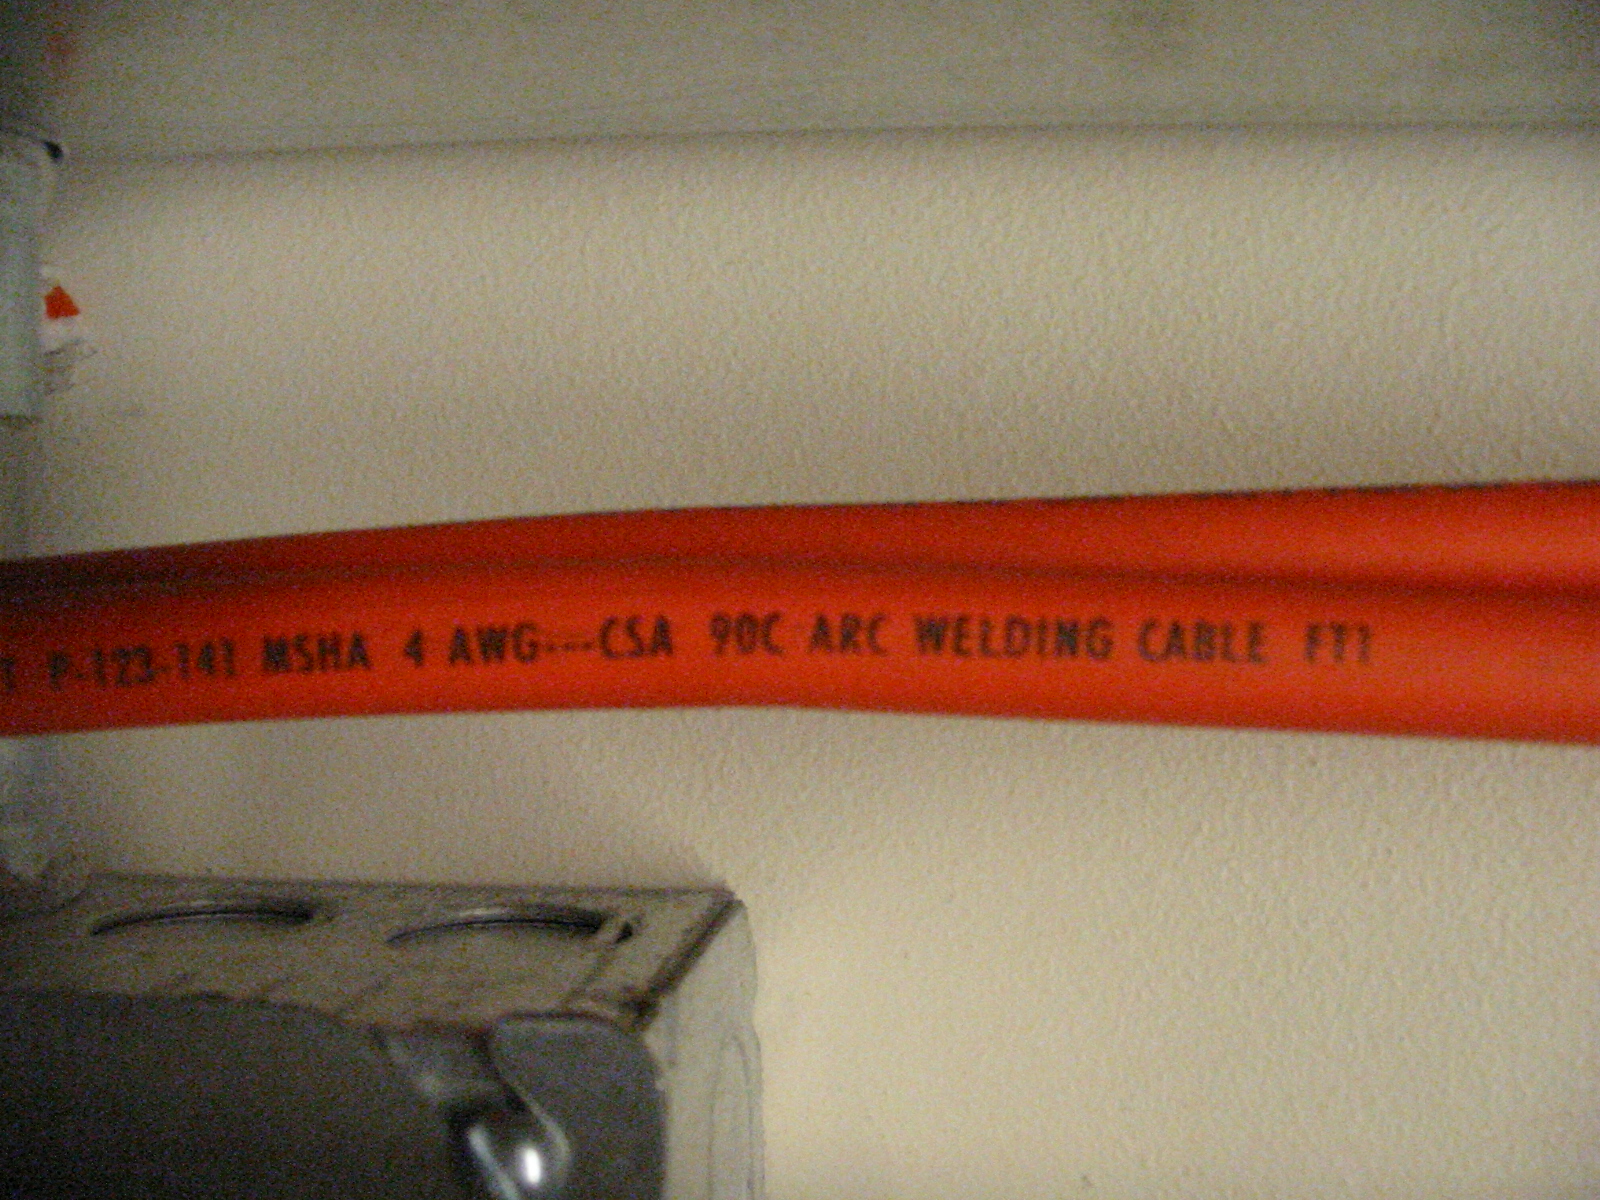 P-123-141 MSHA 4 AWG---CSA 90C ARC WELDING CABLE FT1